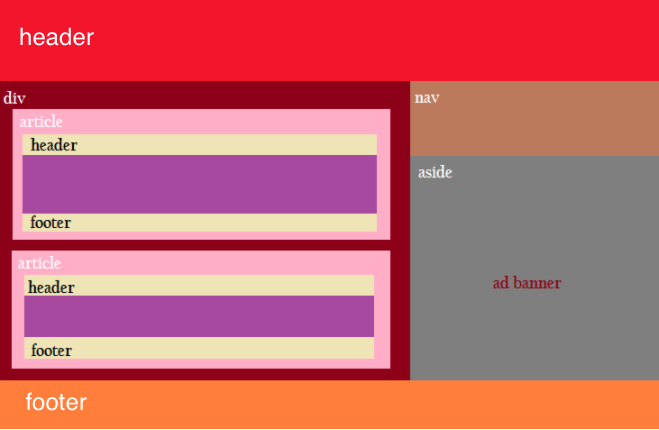 header
div
article
header
footer
article
header
footer
nav
aside
ad banner
footer